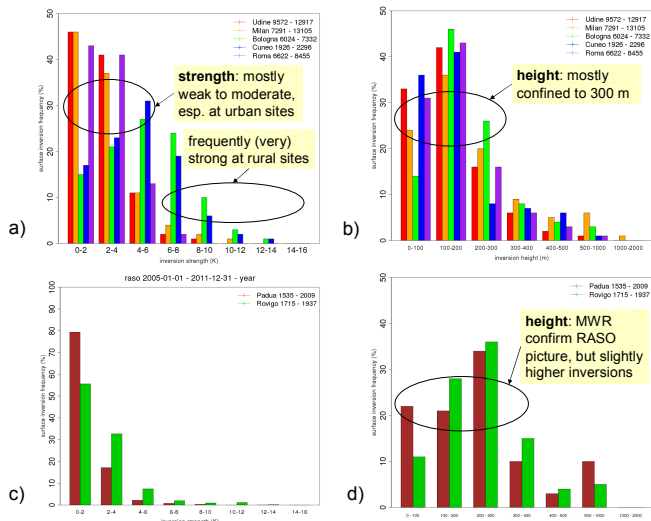 Udine 9572 - 12917
Milan 7291 - 13105
Bologna 6024 - 7332
Cuneo 1926 - 2296
Roma 6622 - 8455
strength: mostly
weak to moderate,
esp. at urban sites
frequently (very)
strong at rural sites
surface inversion frequency (%)
0 10 20 30 40 50
0-2 2-4 4-6 6-8 8-10 10-12 12-14 14-16
inversion strength (K)
a)
Udine 9572 - 12917
Milan 7291 - 13105
Bologna 6024 - 7332
Cuneo 1926 - 2296
Roma 6622 - 8455
height: mostly
confined to 300 m
surface inversion frequency (%)
0 10 20 30 40 50
0-100 100-200 200-300 300-400 400-500 500-1000 1000-2000
inversion height (m)
b)
raso 2005-01-01 - 2011-12-31 - year
Padua 1535 - 2009
Rovigo 1715 - 1937
surface inversion frequency (%)
0 10 20 30 40 50 60 70 80 90 100
0-2 2-4 4-6 6-8 8-10 10-12 12-14 14-16
inversion strength (K)
c)
Padua 1535 - 2009
Rovigo 1715 - 1937
height: MWR
confirm RASO
picture, but slightly
higher inversions
surface inversion frequency (%)
0 10 20 30 40 50
0 - 100 100 - 200 200 - 300 300 - 400 400 - 500 500 - 1000 1000 - 2000
d)